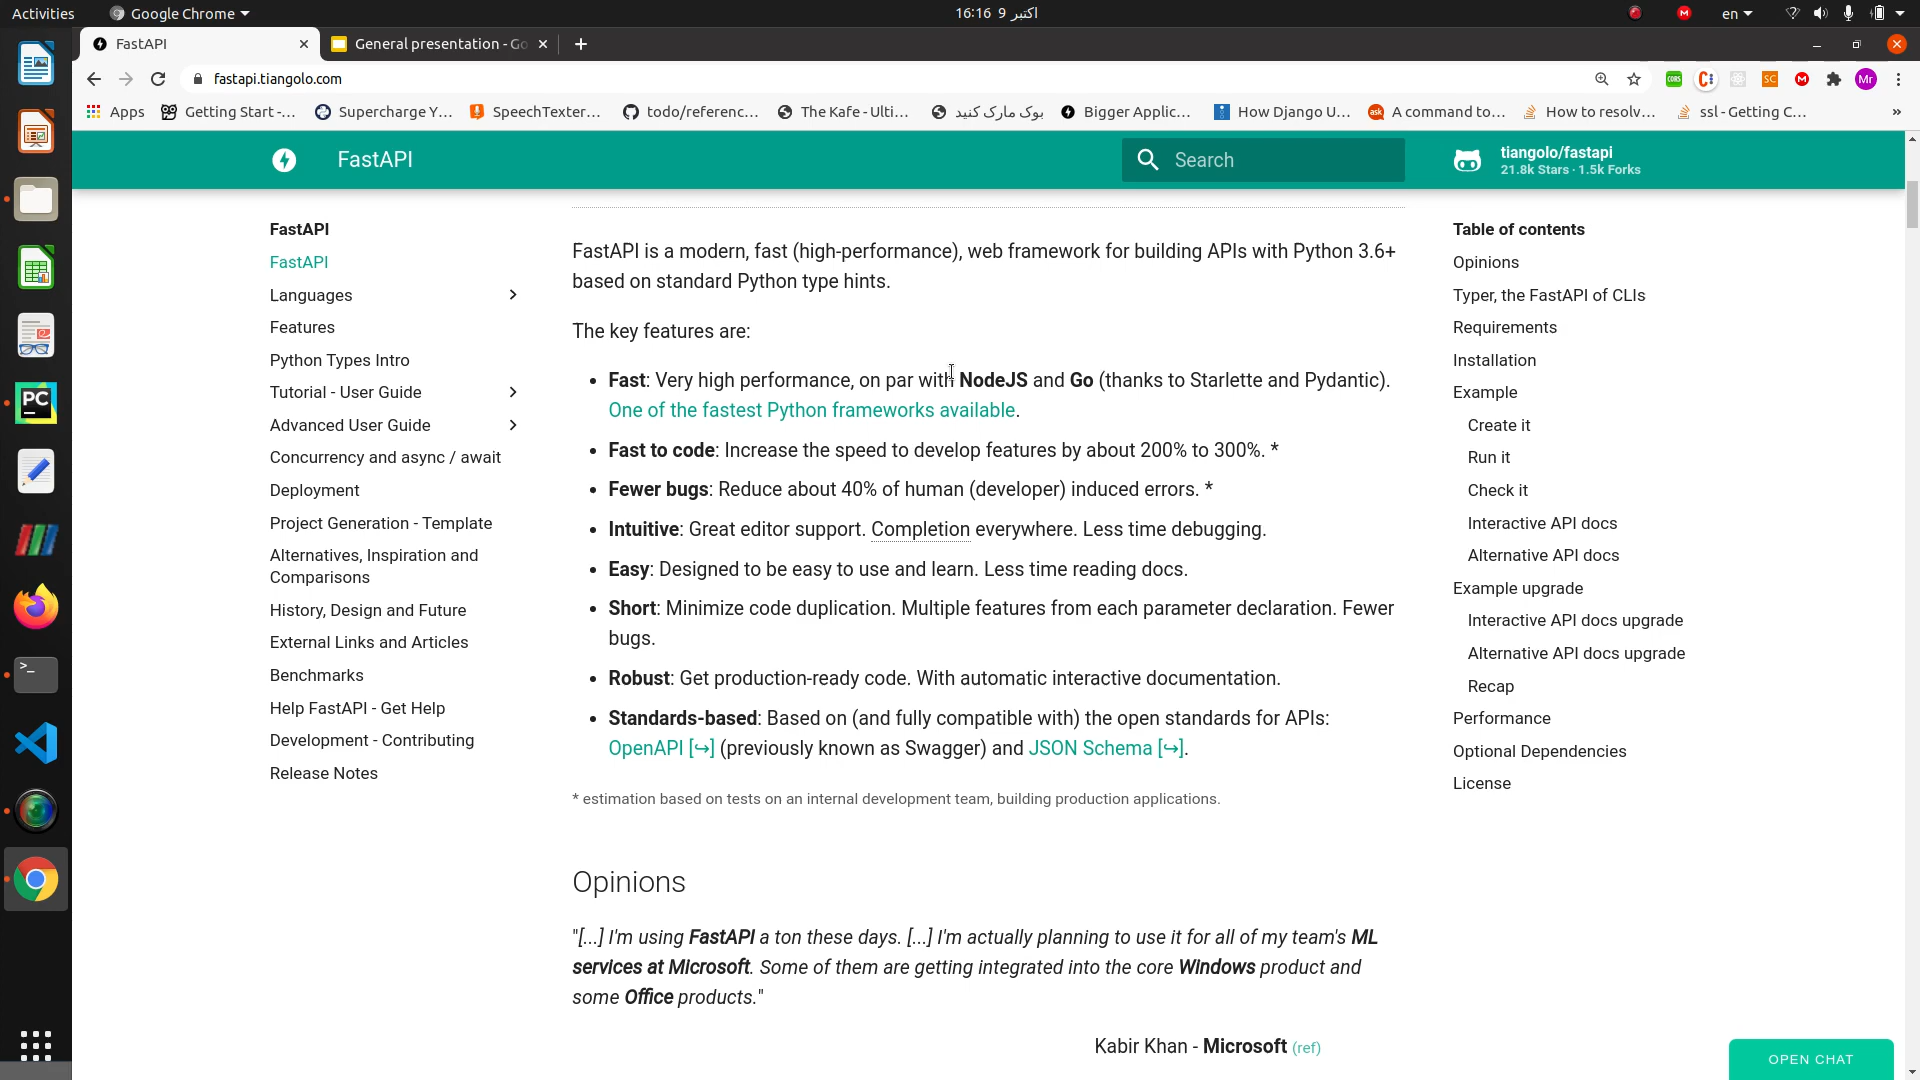 Activities
Google Chrome
16:16 9 اکتبر
en
FastAPI
General presentation - Go
fastapi.tiangolo.com
Apps
Getting Start -...
Supercharge Y...
SpeechTexter...
todo/referenc...
The Kafe - Ulti...
بوک مارک کنید
Bigger Applic...
How Django U...
A command to...
How to resolv...
ssl - Getting C...
»
FastAPI
Search
tiangolo/fastapi
21.8k Stars · 1.5k Forks
FastAPI
FastAPI
Languages
Features
Python Types Intro
Tutorial - User Guide
Advanced User Guide
Concurrency and async / await
Deployment
Project Generation - Template
Alternatives, Inspiration and
Comparisons
History, Design and Future
External Links and Articles
Benchmarks
Help FastAPI - Get Help
Development - Contributing
Release Notes
FastAPI is a modern, fast (high-performance), web framework for building APIs with Python 3.6+
based on standard Python type hints.
The key features are:
• Fast: Very high performance, on par with NodeJS and Go (thanks to Starlette and Pydantic).
One of the fastest Python frameworks available.
• Fast to code: Increase the speed to develop features by about 200% to 300%. *
• Fewer bugs: Reduce about 40% of human (developer) induced errors. *
• Intuitive: Great editor support. Completion everywhere. Less time debugging.
• Easy: Designed to be easy to use and learn. Less time reading docs.
• Short: Minimize code duplication. Multiple features from each parameter declaration. Fewer
bugs.
• Robust: Get production-ready code. With automatic interactive documentation.
• Standards-based: Based on (and fully compatible with) the open standards for APIs:
OpenAPI [↪] (previously known as Swagger) and JSON Schema [↪].
* estimation based on tests on an internal development team, building production applications.
Opinions
"[...] I'm using FastAPI a ton these days. [...] I'm actually planning to use it for all of my team's ML
services at Microsoft. Some of them are getting integrated into the core Windows product and
some Office products."
Kabir Khan - Microsoft (ref)
Table of contents
Opinions
Typer, the FastAPI of CLIs
Requirements
Installation
Example
Create it
Run it
Check it
Interactive API docs
Alternative API docs
Example upgrade
Interactive API docs upgrade
Alternative API docs upgrade
Recap
Performance
Optional Dependencies
License
OPEN CHAT
CORS
SC
M
Mr
PC
ask